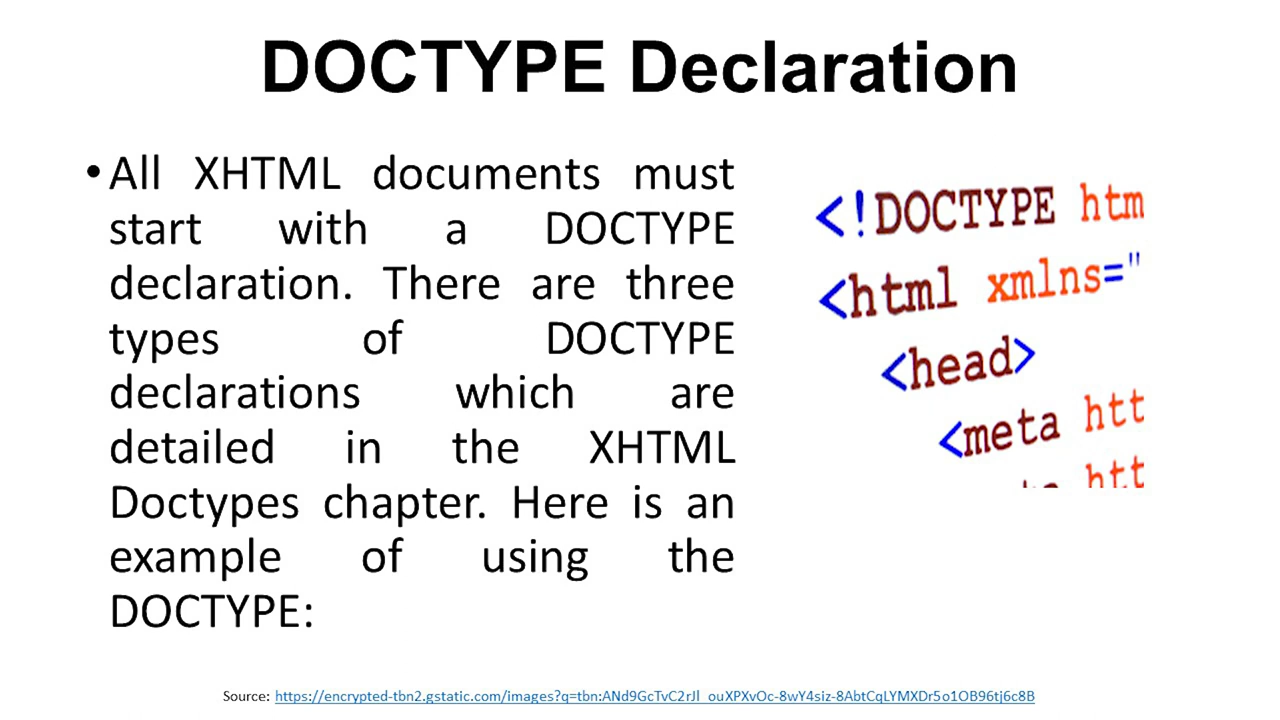 DOCTYPE Declaration
• All XHTML documents must
start with a DOCTYPE
declaration. There are three
types of DOCTYPE
declarations which are
detailed in the XHTML
Doctypes chapter. Here is an
example of using the
DOCTYPE:
<!DOCTYPE htm
<html xmlns="
<head>
<meta htt
htt
Source: https://encrypted-tbn2.gstatic.com/images?q=tbn:ANd9GcTvC2rJl_ouXPXvOc-8wY4siz-8AbtCqLYMXDr5o1OB96tj6c8B